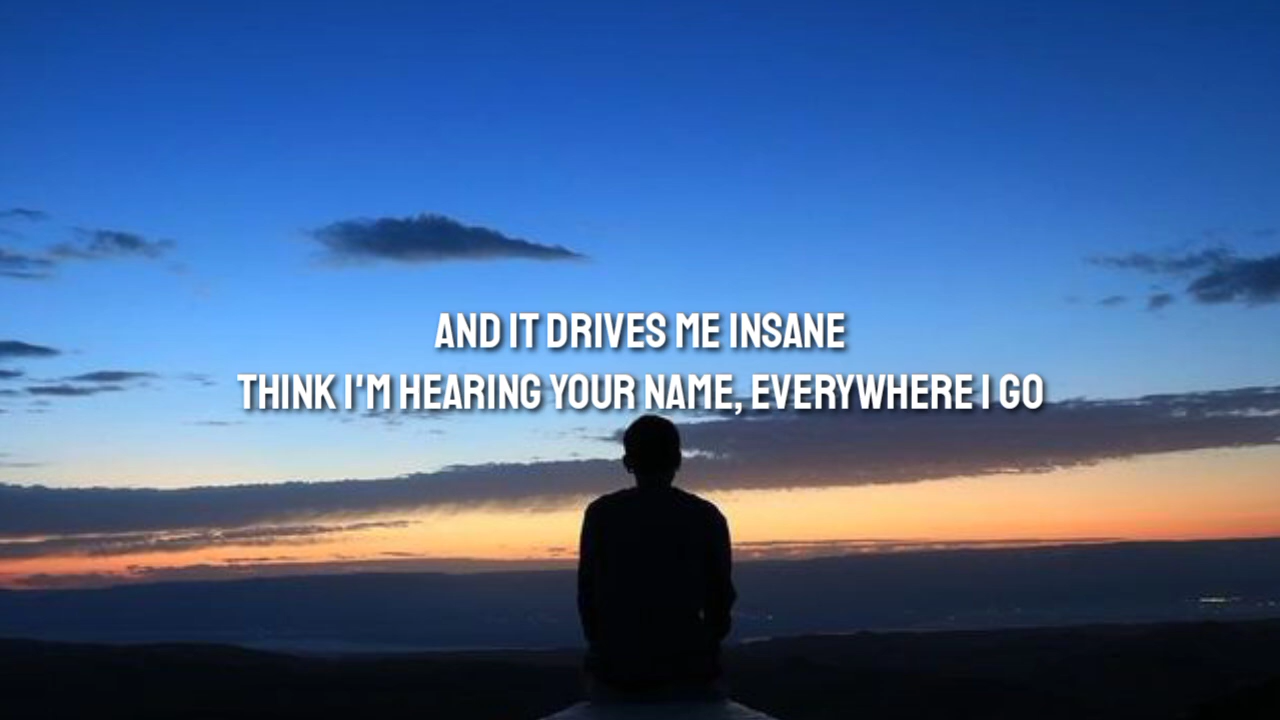 AND IT DRIVES ME INSANE
THINK I'M HEARING YOUR NAME, EVERYWHERE I GO